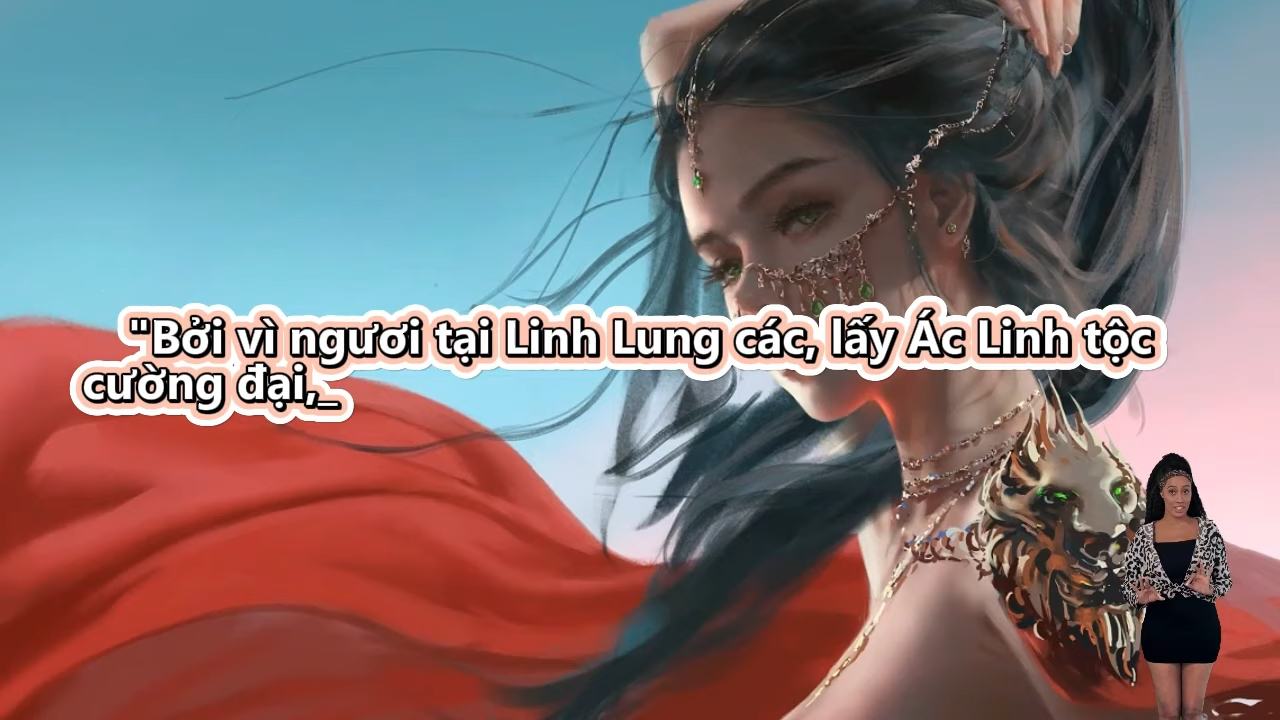 "Bởi vì ngươi tại Linh Lung các, lấy Ác Linh tộc
cường đại,_